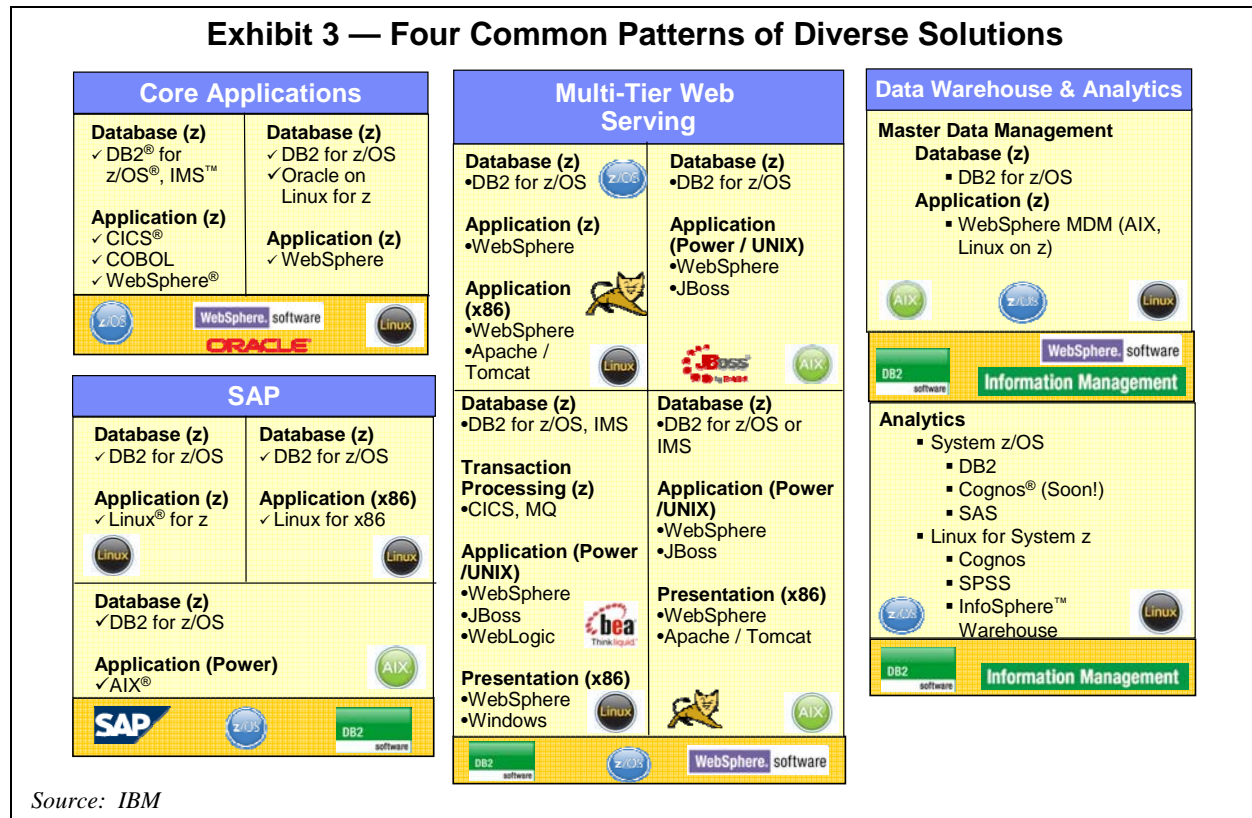 Exhibit 3 — Four Common Patterns of Diverse Solutions
Core Applications
Database (z)
✓ DB2® for
z/OS®, IMS™
Application (z)
✓ CICS®
✓ COBOL
✓ WebSphere®
Database (z)
✓ DB2 for z/OS
✓ Oracle on
Linux for z
Application (z)
✓ WebSphere
z/OS
WebSphere. software
ORACLE
Linux
SAP
Database (z)
✓ DB2 for z/OS
Application (z)
✓ Linux® for z
Linux
Database (z)
✓ DB2 for z/OS
Application (x86)
✓ Linux for x86
Linux
Database (z)
✓ DB2 for z/OS
Application (Power)
✓ AIX®
AIX
SAP
z/OS
DB2
software
Multi-Tier Web
Serving
Database (z)
•DB2 for z/OS
z/OS
Application (z)
•WebSphere
Application
(x86)
•WebSphere
•Apache /
Tomcat
Linux
Database (z)
•DB2 for z/OS
Application
(Power / UNIX)
•WebSphere
•JBoss
JBoss
AIX
Database (z)
•DB2 for z/OS, IMS
Transaction
Processing (z)
•CICS, MQ
Application (Power
/UNIX)
•WebSphere
•JBoss
•WebLogic
bea
Think liquid.
Presentation (x86)
•WebSphere
•Windows
Linux
Database (z)
•DB2 for z/OS or
IMS
Application (Power
/UNIX)
•WebSphere
•JBoss
Presentation (x86)
•WebSphere
•Apache / Tomcat
AIX
DB2
software
z/OS
WebSphere. software
Data Warehouse & Analytics
Master Data Management
Database (z)
▪ DB2 for z/OS
Application (z)
▪ WebSphere MDM (AIX,
Linux on z)
AIX
z/OS
Linux
DB2
software
WebSphere. software
Information Management
Analytics
▪ System z/OS
▪ DB2
▪ Cognos® (Soon!)
▪ SAS
▪ Linux for System z
▪ Cognos
▪ SPSS
▪ InfoSphere™
Warehouse
z/OS
Linux
DB2
software
Information Management
Source: IBM